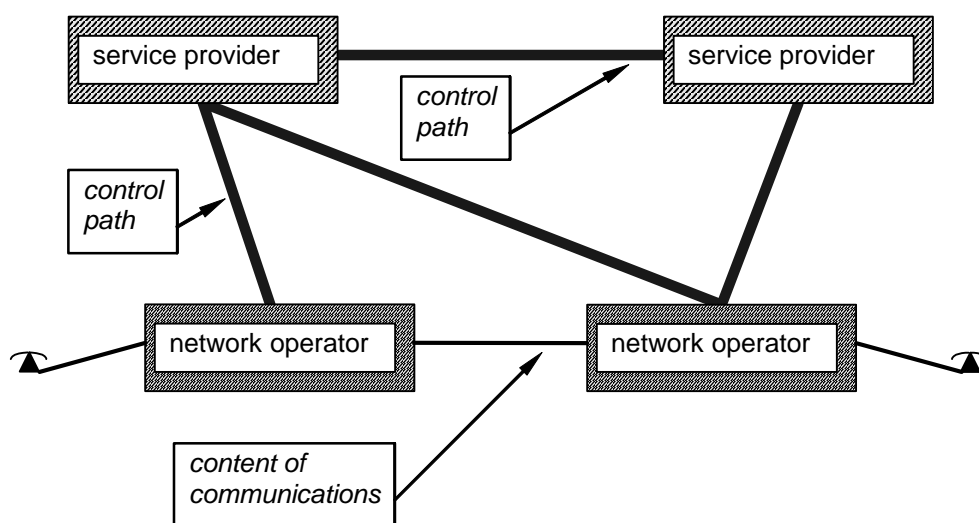 service provider
service provider
control
path
control
path
network operator
network operator
content of
communications